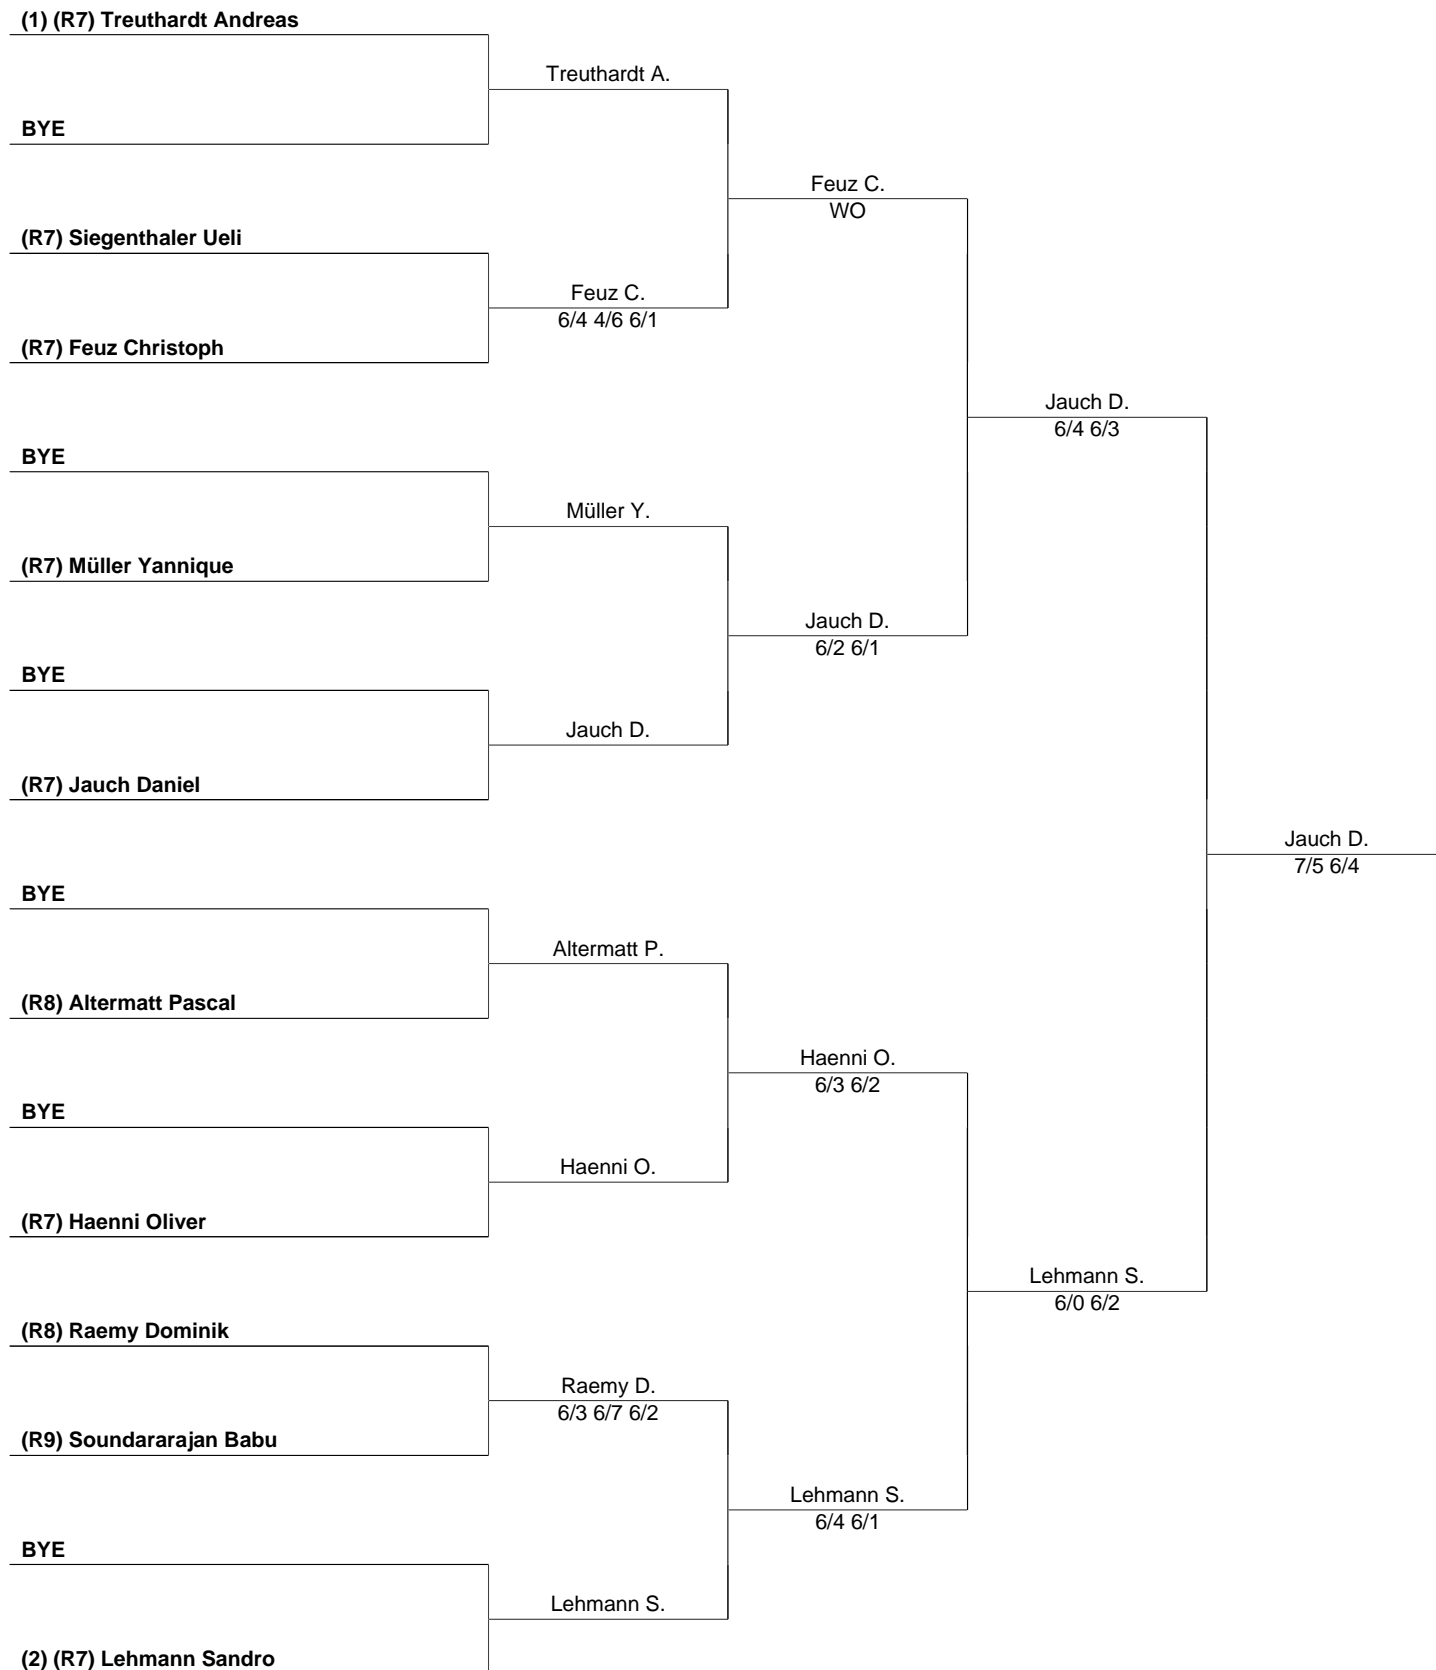 (1) (R7) Treuthardt Andreas
Treuthardt A.
BYE
Feuz C.
WO
(R7) Siegenthaler Ueli
Feuz C.
6/4 4/6 6/1
(R7) Feuz Christoph
Jauch D.
6/4 6/3
BYE
Müller Y.
(R7) Müller Yannique
Jauch D.
6/2 6/1
BYE
Jauch D.
(R7) Jauch Daniel
Jauch D.
7/5 6/4
BYE
Altermatt P.
(R8) Altermatt Pascal
Haenni O.
6/3 6/2
BYE
Haenni O.
(R7) Haenni Oliver
Lehmann S.
6/0 6/2
(R8) Raemy Dominik
Raemy D.
6/3 6/7 6/2
(R9) Soundararajan Babu
Lehmann S.
6/4 6/1
BYE
Lehmann S.
(2) (R7) Lehmann Sandro